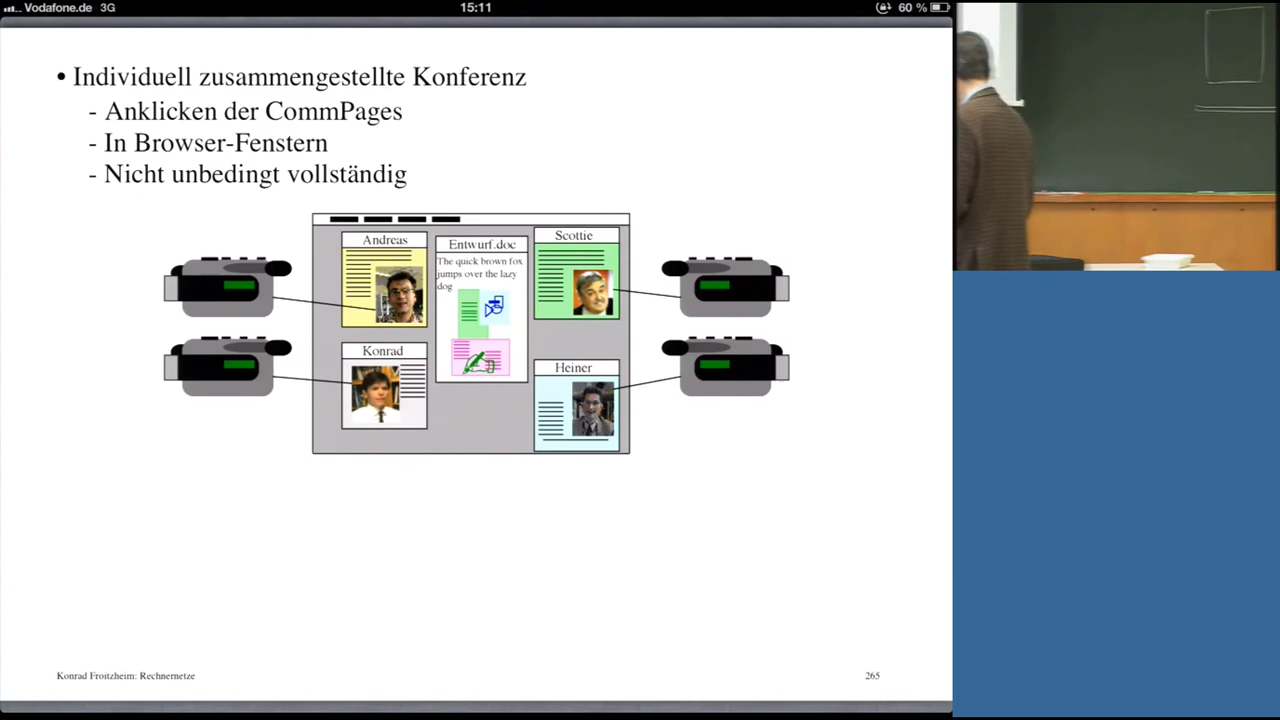 Vodafone.de 3G 15:11 60 %
• Individuell zusammengestellte Konferenz
- Anklicken der CommPages
- In Browser-Fenstern
- Nicht unbedingt vollständig
Andreas
Entwurf.doc
The quick brown fox
jumps over the lazy
dog
Scottie
Konrad
Heiner
Konrad Froitzheim: Rechnernetze
265